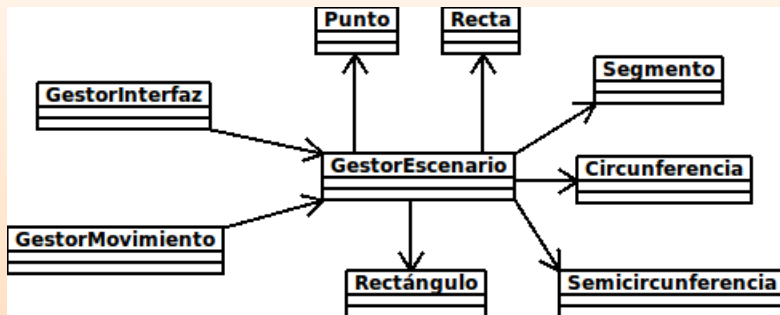 Punto
Recta
Segmento
GestorInterfaz
GestorEscenario
Circunferencia
GestorMovimiento
Rectángulo
Semicircunferencia